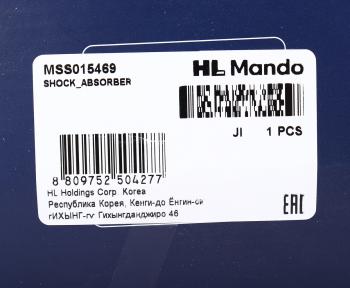 MSS015469
SHOCK_ABSORBER
HL Mando
JI 1 PCS
8 809752 504277
HL Holdings Corp. Korea
Республика Корея, Кенги-до Ёнгин-си
гИХЫНГ-гу Гихынгданджиро 46
EAC